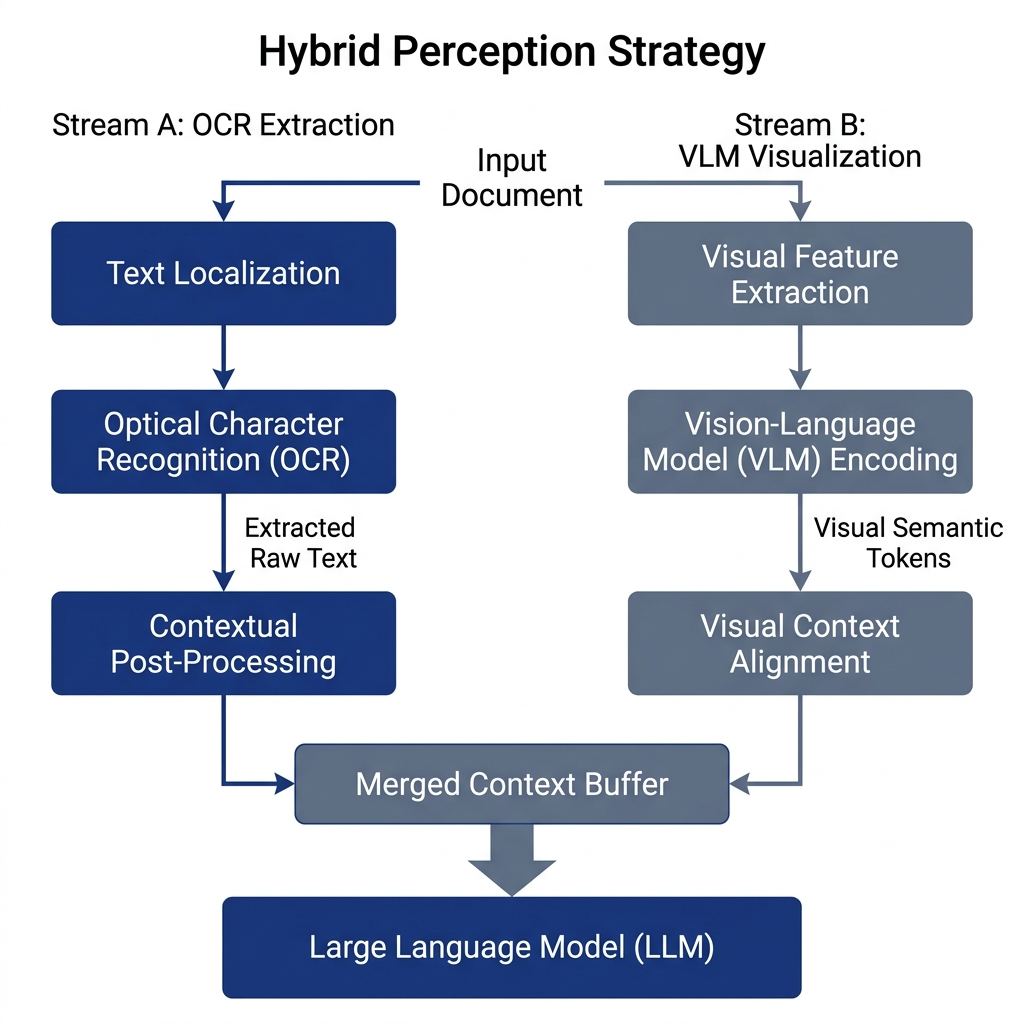 Hybrid Perception Strategy
Stream A: OCR Extraction
Stream B:
VLM Visualization
Input
Document
Text Localization
Visual Feature
Extraction
Optical Character
Recognition (OCR)
Vision-Language
Model (VLM) Encoding
Extracted
Raw Text
Visual Semantic
Tokens
Contextual
Post-Processing
Visual Context
Alignment
Merged Context Buffer
Large Language Model (LLM)